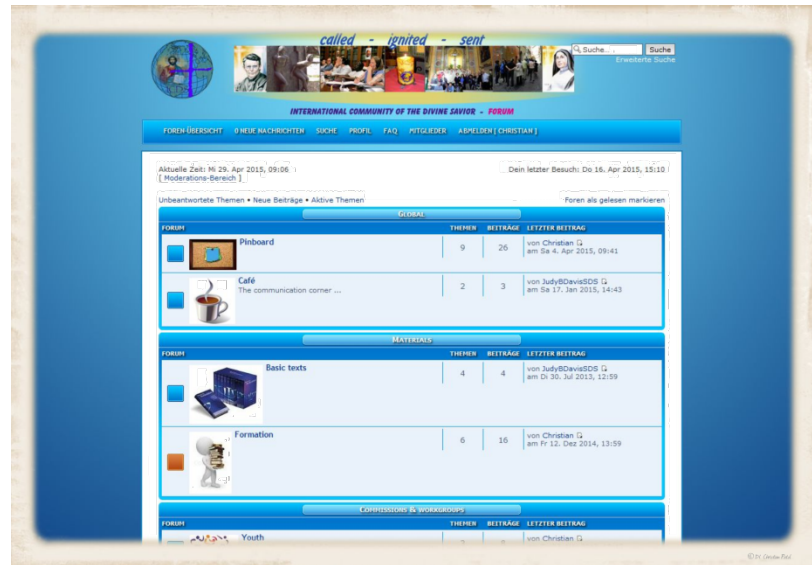 called - ignited - sent
Suche… Suche
Erweiterte Suche
INTERNATIONAL COMMUNITY OF THE DIVINE SAVIOR - FORUM
FOREN-ÜBERSICHT 0 NEUE NACHRICHTEN SUCHE PROFIL FAQ MITGLIEDER ABMELDEN [ CHRISTIAN ]
Aktuelle Zeit: Mi 29. Apr 2015, 09:06 Dein letzter Besuch: Do 16. Apr 2015, 15:10
[ Moderations-Bereich ]
Unbeantwortete Themen • Neue Beiträge • Aktive Themen Foren als gelesen markieren
GLOBAL
FORUM THEMEN BEITRÄGE LETZTER BEITRAG
Pinboard 9 26 von Christian
am Sa 4. Apr 2015, 09:41
Café 2 3 von JudyBDavisSDS
The communication corner ... am Sa 17. Jan 2015, 14:43
MATERIALS
FORUM THEMEN BEITRÄGE LETZTER BEITRAG
Basic texts 4 4 von JudyBDavisSDS
am Di 30. Jul 2013, 12:59
Formation 6 16 von Christian
am Fr 12. Dez 2014, 13:59
COMMISSIONS & WORKGROUPS
FORUM THEMEN BEITRÄGE LETZTER BEITRAG
Youth von Christian